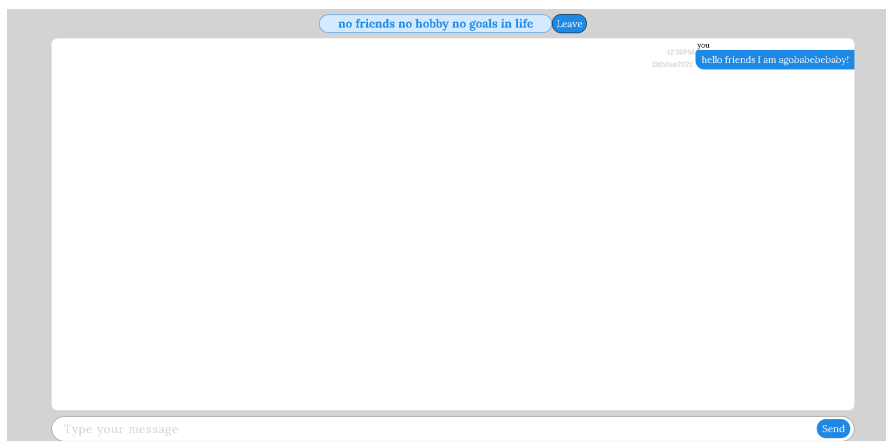 no friends no hobby no goals in life
Leave
you
12:35PM
hello friends I am agobabebebaby!
13thJun2021
Type your message
Send